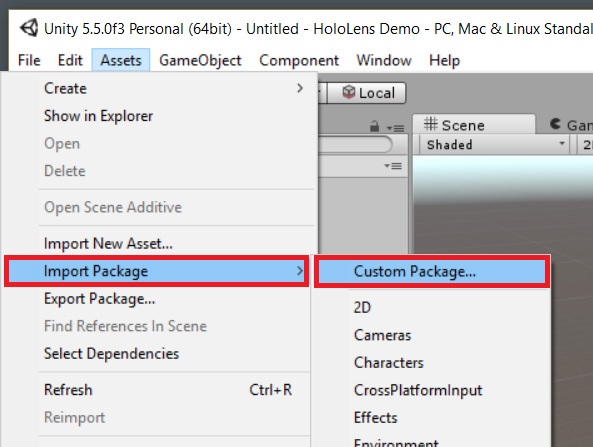 Unity 5.5.0f3 Personal (64bit) - Untitled - HoloLens Demo - PC, Mac & Linux Standal
File Edit Assets GameObject Component Window Help
Create
Local
Show in Explorer
Scene
Gam
Open
Shaded
2
Delete
Open Scene Additive
Import New Asset...
Import Package
Custom Package...
Export Package...
2D
Find References In Scene
Cameras
Select Dependencies
Characters
Refresh Ctrl+R
CrossPlatformInput
Reimport
Effects
Environment